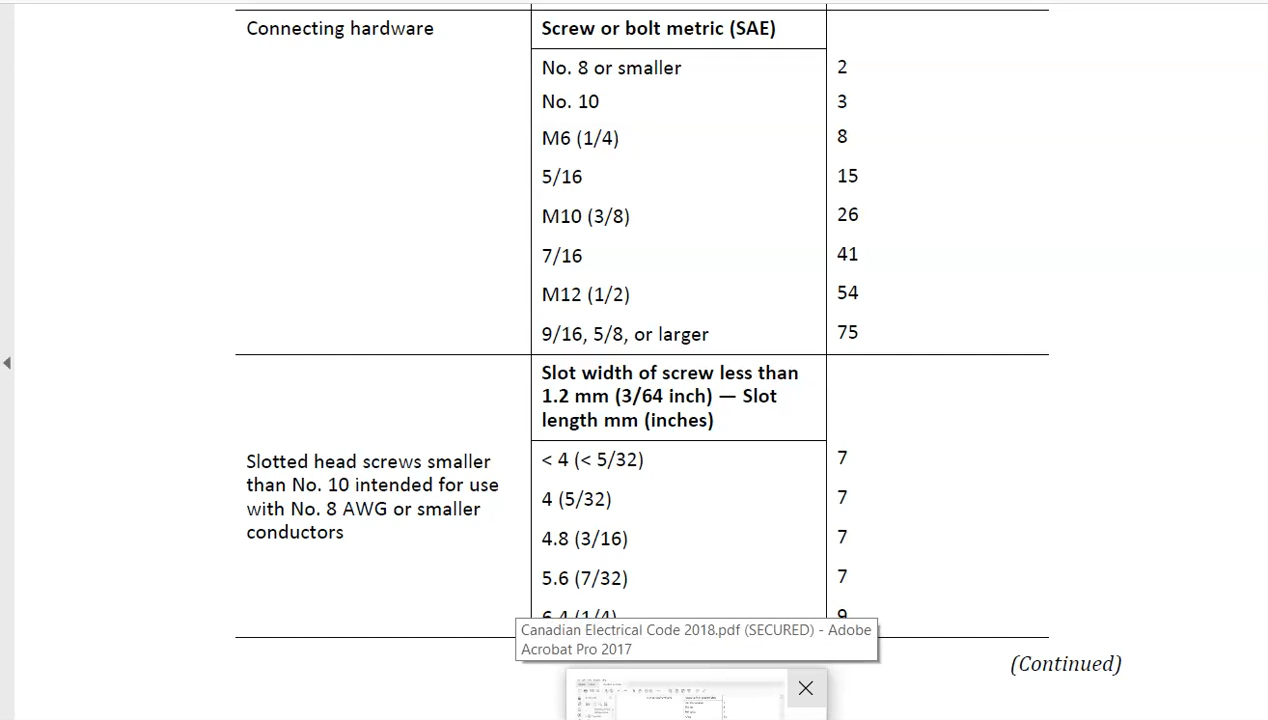 Connecting hardware
Screw or bolt metric (SAE)
No. 8 or smaller 2
No. 10 3
M6 (1/4) 8
5/16 15
M10 (3/8) 26
7/16 41
M12 (1/2) 54
9/16, 5/8, or larger 75
Slotted head screws smaller
than No. 10 intended for use
with No. 8 AWG or smaller
conductors
Slot width of screw less than
1.2 mm (3/64 inch) — Slot
length mm (inches)
< 4 (< 5/32) 7
4 (5/32) 7
4.8 (3/16) 7
5.6 (7/32) 7
6.4 (1/4) 9
Canadian Electrical Code 2018.pdf (SECURED) - Adobe
Acrobat Pro 2017
(Continued)